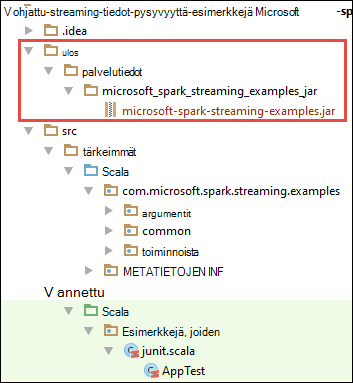 V ohjattu-streaming-tiedot-pysyvyyttä-esimerkkejä Microsoft -sp
.idea
ulos
palvelutiedot
microsoft_spark_streaming_examples_jar
microsoft-spark-streaming-examples.jar
src
tärkeimmät
Scala
com.microsoft.spark.streaming.examples
argumentit
common
toiminnoista
METATIETOJEN INF
V annettu
Scala
Esimerkkejä, joiden
junit.scala
AppTest